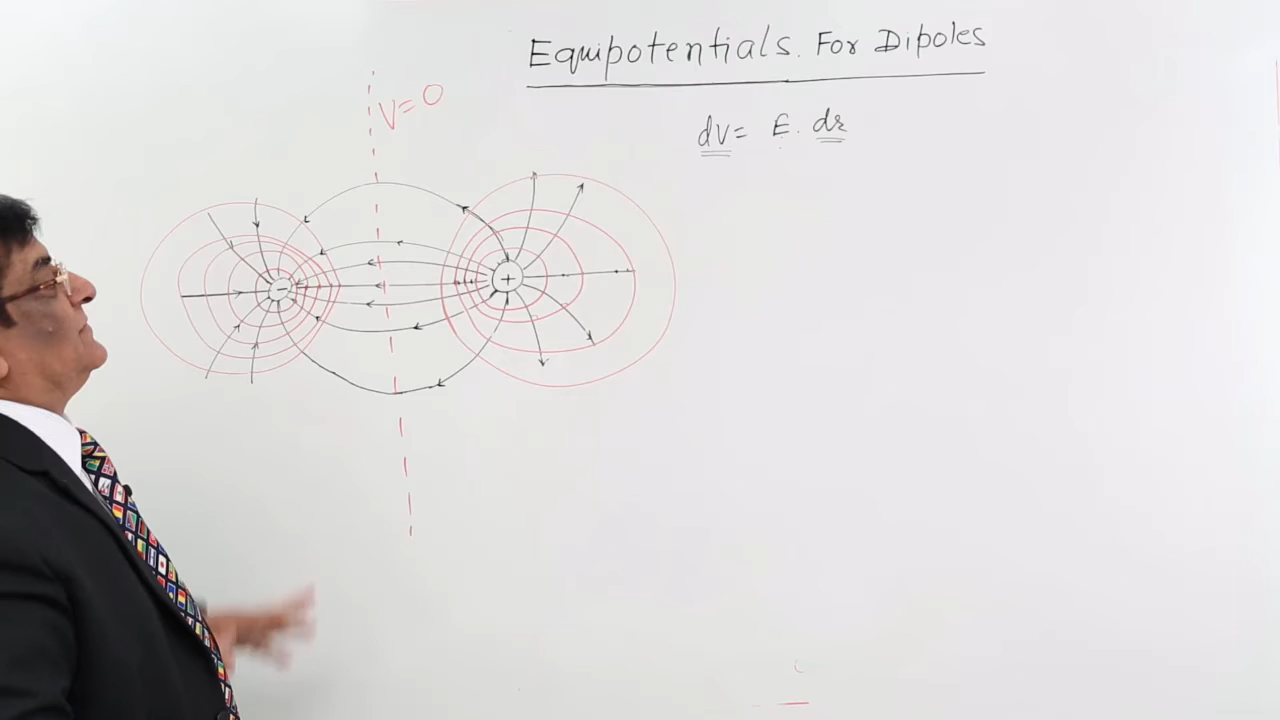 Equipotentials. For Dipoles
V=0
dv = E. dr
-
+